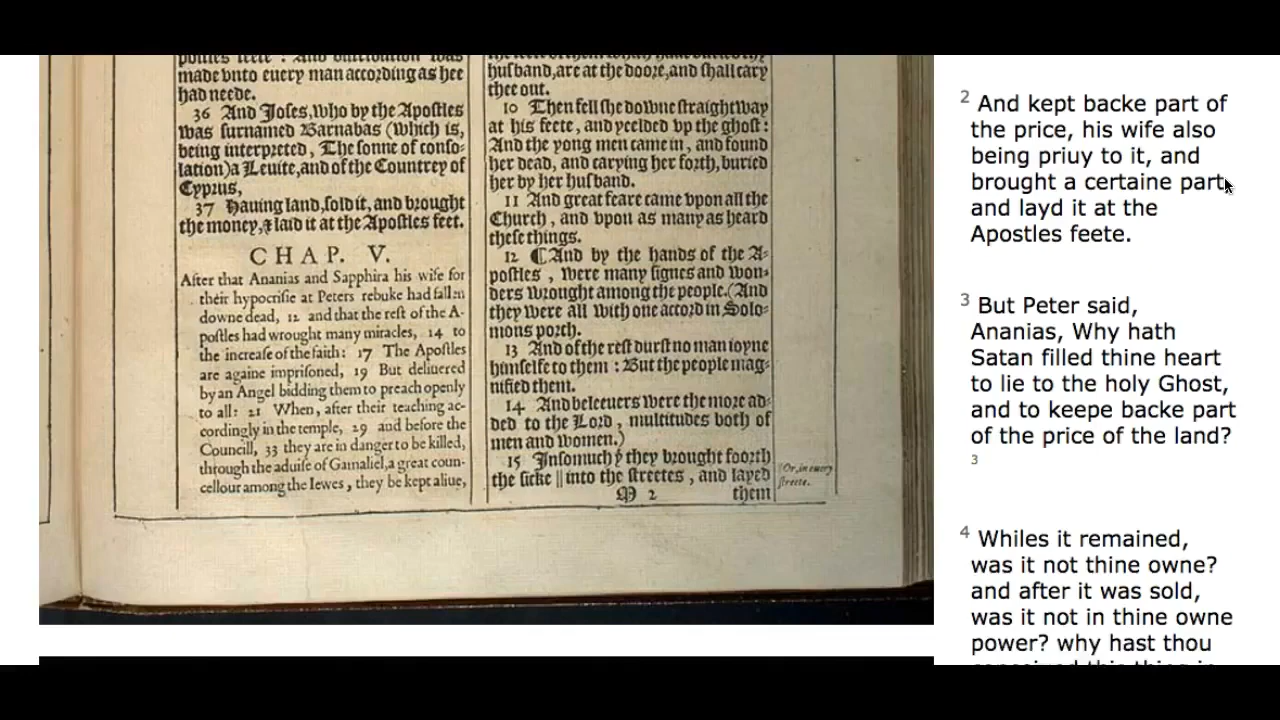 postles feete: And distribution was
made vnto euery man according as hee
had neede.
36 And Joses, who by the Apostles
was surnamed Barnabas (which is,
being interpreted, The sonne of conso-
lation) a Leuite, and of the Countrey of
Cyprus,
37 Hauing land, sold it, and brought
the money, & laid it at the Apostles feet.
CHAP. V.
After that Ananias and Sapphira his wife for
their hypocrisie at Peters rebuke had fallen
downe dead, 12 and that the rest of the A-
postles had wrought many miracles, 14 to
the increase of the faith: 17 The Apostles
are againe imprisoned, 19 But deliuered
by an Angel bidding them to preach openly
to all: 21 When, after their teaching ac-
cordingly in the temple, 29 and before the
Councill, 33 they are in danger to be killed,
through the aduise of Gamaliel, a great coun-
cellour among the Iewes, they be kept aliue,
husband, are at the doore, and shall cary
thee out.
10 Then fell she downe straightway
at his feete, and yeelded vp the ghost:
And the yong men came in, and found
her dead, and carying her forth, buried
her by her husband.
11 And great feare came vpon all the
Church, and vpon as many as heard
these things.
12 ¶ And by the hands of the A-
postles, were many signes and won-
ders wrought among the people. (And
they were all with one accord in Solo-
mons porch.
13 And of the rest durst no man ioyne
himselfe to them: But the people mag-
nified them.
14 And beleeuers were the more ad-
ded to the Lord, multitudes both of
men and women.)
15 Insomuch yͭ they brought foorth
the sicke || into the streetes, and layed
M 2 them
||Or, in euery
streete.
2 And kept backe part of
the price, his wife also
being priuy to it, and
brought a certaine part,
and layd it at the
Apostles feete.
3 But Peter said,
Ananias, Why hath
Satan filled thine heart
to lie to the holy Ghost,
and to keepe backe part
of the price of the land?
3
4 Whiles it remained,
was it not thine owne?
and after it was sold,
was it not in thine owne
power? why hast thou
conceiued this thing in